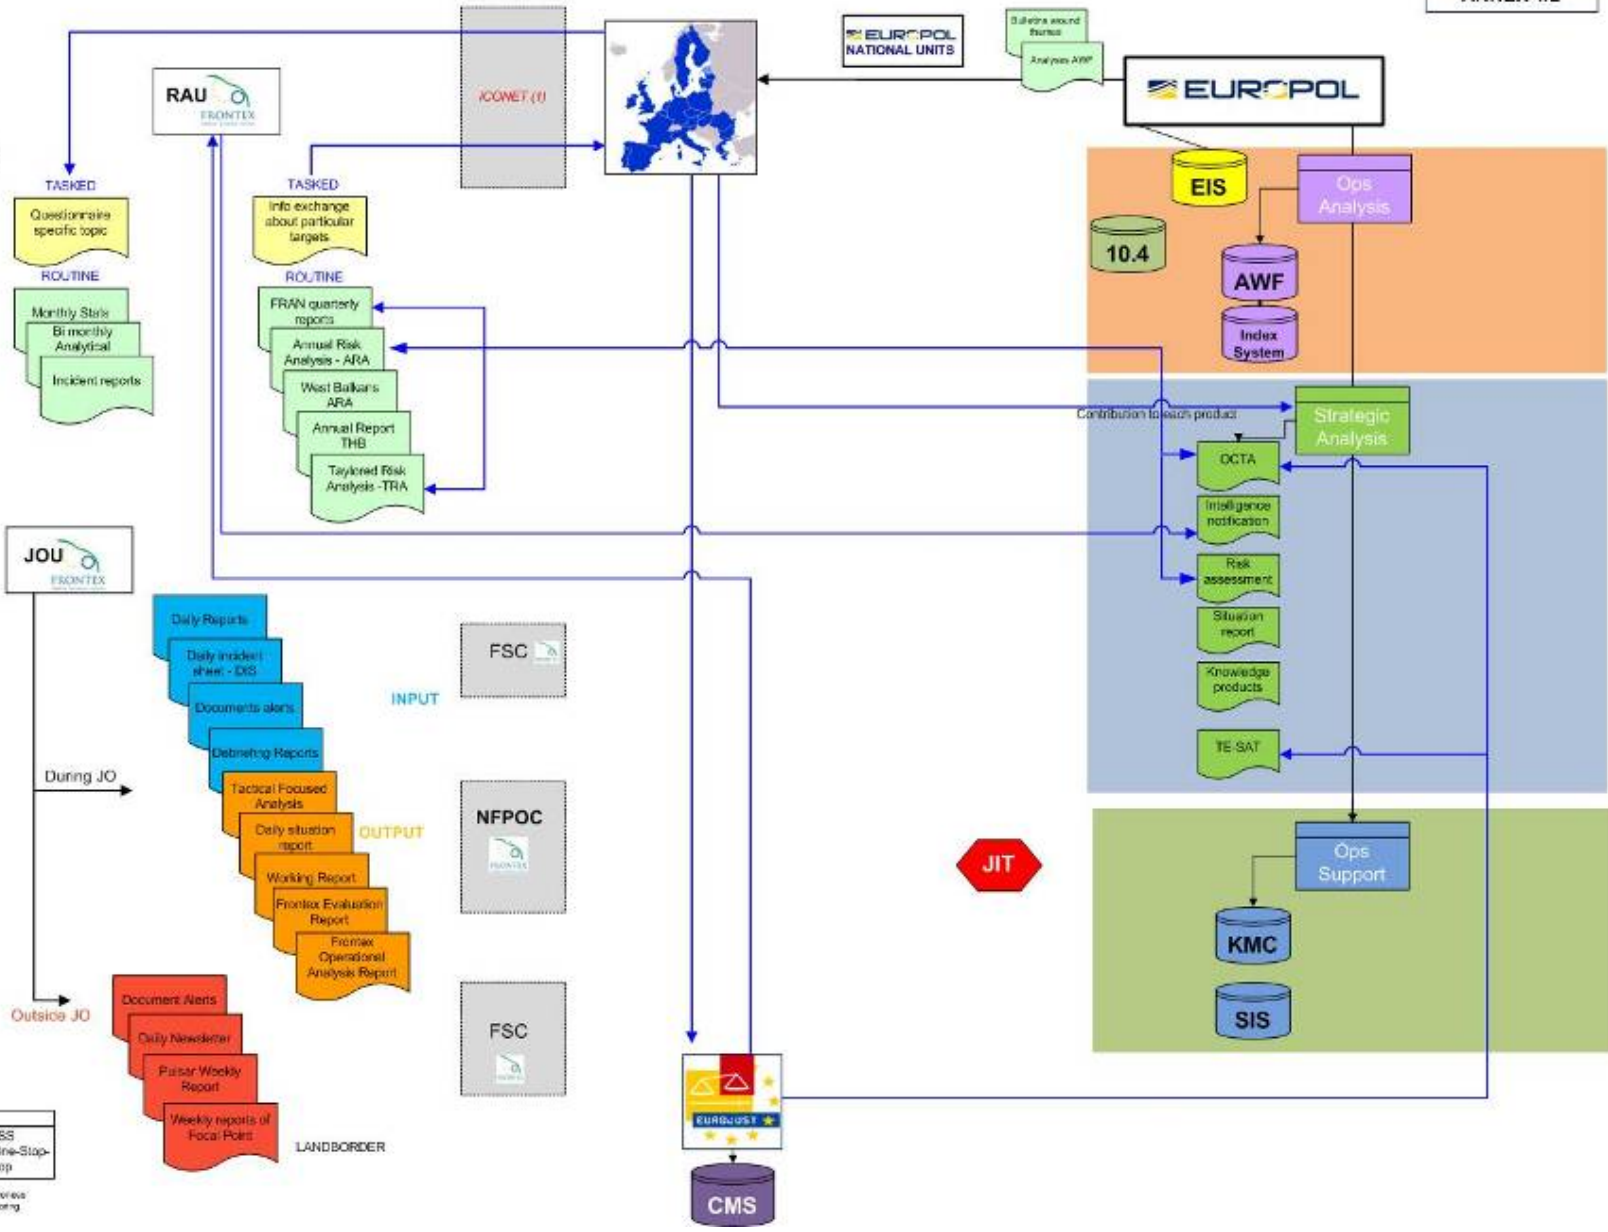 RAU
FRONTEX
ICONET (1)
EUROPOL
NATIONAL UNITS
Bulletins around
themes
Analyses AWF
EUROPOL
TASKED
Questionnaire
specific topic
ROUTINE
Monthly Stats
Bi monthly
Analytical
Incident reports
TASKED
Info exchange
about particular
targets
ROUTINE
FRAN quarterly
reports
Annual Risk
Analysis - ARA
West Balkans
ARA
Annual Report
THB
Taylored Risk
Analysis -TRA
EIS
Ops
Analysis
10.4
AWF
Index
System
Contribution to each product
Strategic
Analysis
OCTA
Intelligence
notification
Risk
assessment
Situation
report
Knowledge
products
TE-SAT
JOU
FRONTEX
During JO
Outside JO
Daily Reports
Daily incident
sheet - DIS
Documents alerts
Debriefing Reports
INPUT
Tactical Focused
Analysis
Daily situation
report
OUTPUT
Working Report
Frontex Evaluation
Report
Frontex
Operational
Analysis Report
FSC
NFPOC
FRONTEX
FSC
Document Alerts
Daily Newsletter
Pulsar Weekly
Report
Weekly reports of
Focal Point
LANDBORDER
JIT
Ops
Support
KMC
SIS
EUROJUST
CMS